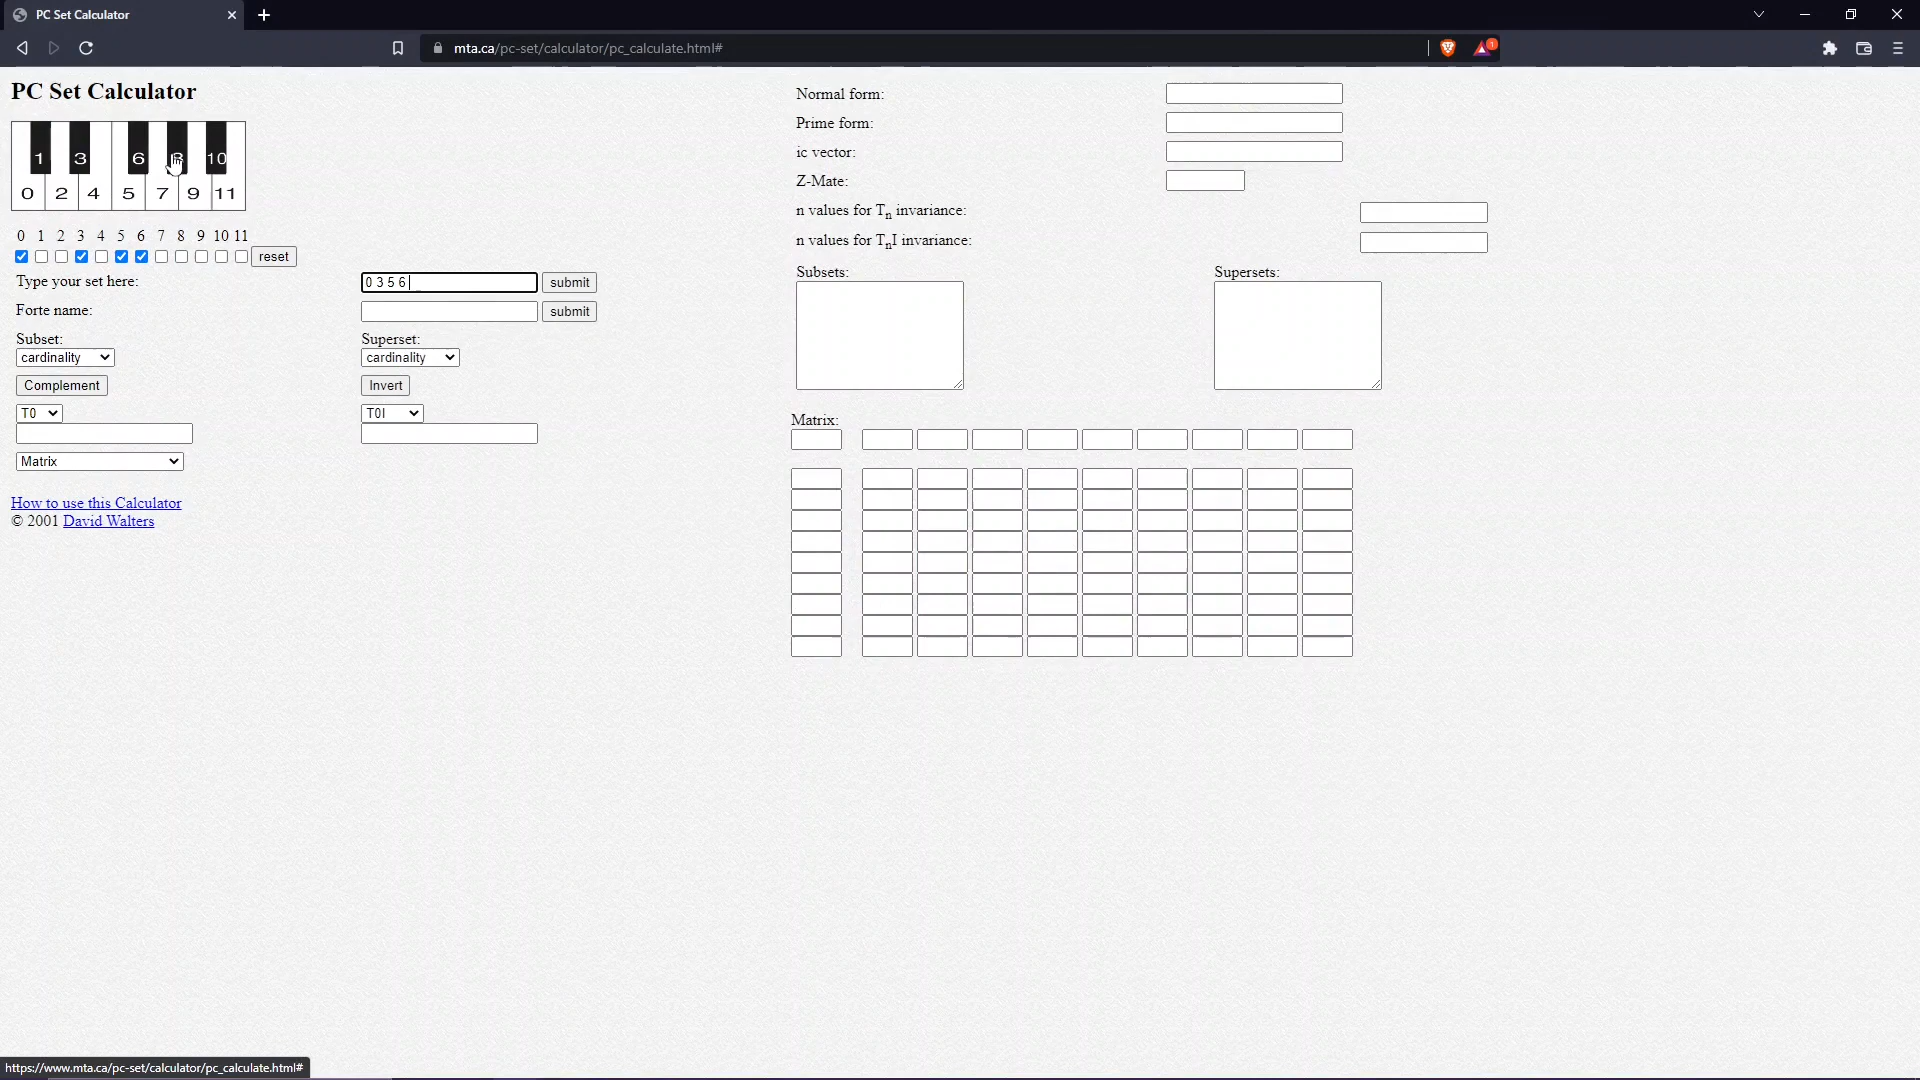 PC Set Calculator
mta.ca/pc-set/calculator/pc_calculate.html#
1
PC Set Calculator
1 3 6 8 10
0 2 4 5 7 9 11
0 1 2 3 4 5 6 7 8 9 10 11
reset
Type your set here: 0 3 5 6 submit
Forte name: submit
Subset: Superset:
cardinality cardinality
Complement Invert
T0 T0I
Matrix
How to use this Calculator
© 2001 David Walters
Normal form:
Prime form:
ic vector:
Z-Mate:
n values for Tn invariance:
n values for TnI invariance:
Subsets: Supersets:
Matrix:
https://www.mta.ca/pc-set/calculator/pc_calculate.html#